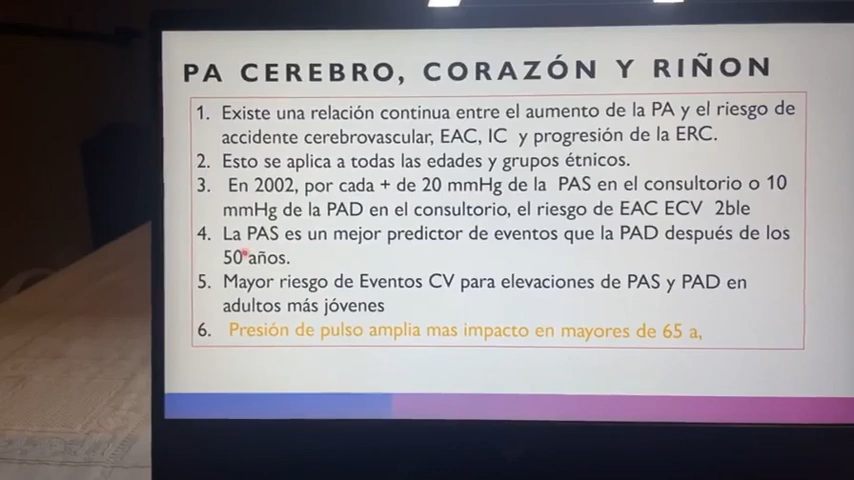 PA CEREBRO, CORAZÓN Y RIÑON
1. Existe una relación continua entre el aumento de la PA y el riesgo de
accidente cerebrovascular, EAC, IC y progresión de la ERC.
2. Esto se aplica a todas las edades y grupos étnicos.
3. En 2002, por cada + de 20 mmHg de la PAS en el consultorio o 10
mmHg de la PAD en el consultorio, el riesgo de EAC ECV 2ble
4. La PAS es un mejor predictor de eventos que la PAD después de los
50 años.
5. Mayor riesgo de Eventos CV para elevaciones de PAS y PAD en
adultos más jóvenes
6. Presión de pulso amplia mas impacto en mayores de 65 a,